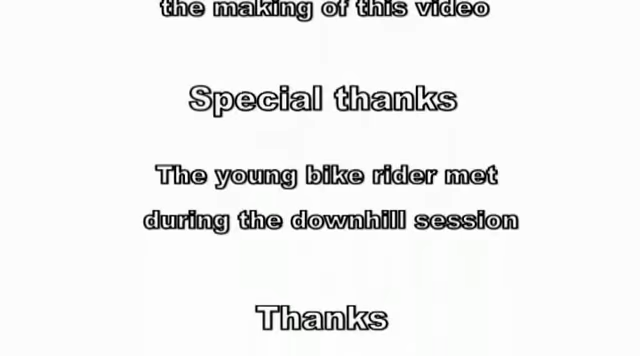 the making of this video
Special thanks
The young bike rider met
during the downhill session
Thanks